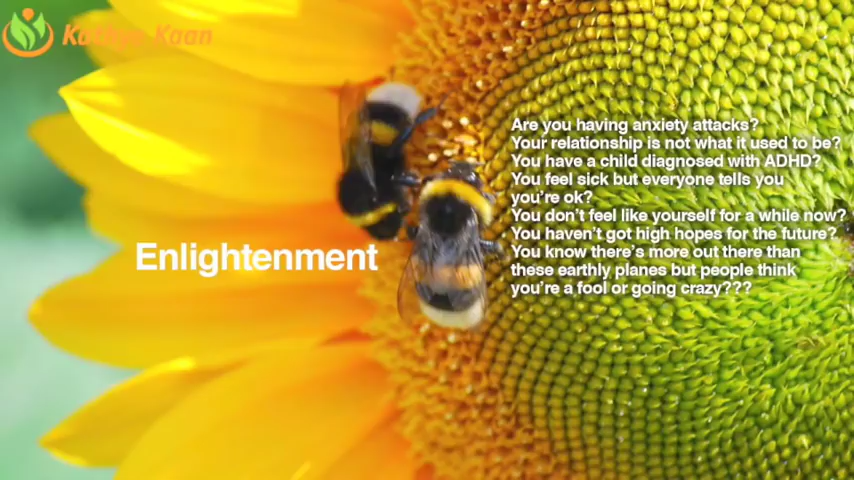 Kathya Kaan
Are you having anxiety attacks?
Your relationship is not what it used to be?
You have a child diagnosed with ADHD?
You feel sick but everyone tells you
you're ok?
You don't feel like yourself for a while now?
You haven't got high hopes for the future?
You know there's more out there than
these earthly planes but people think
you're a fool or going crazy???
Enlightenment